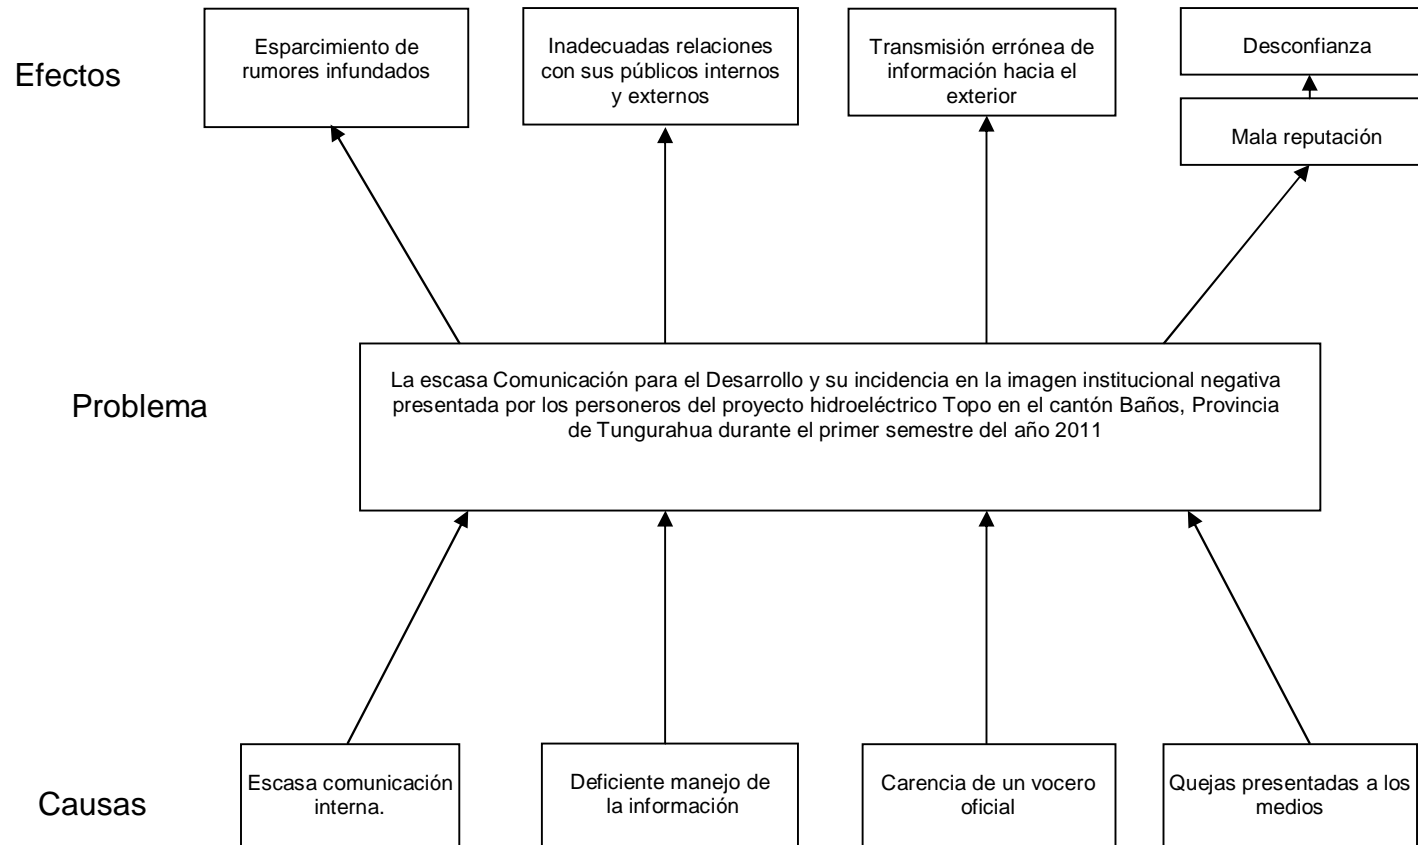 Efectos
Esparcimiento de
rumores infundados
Inadecuadas relaciones
con sus públicos internos
y externos
Transmisión errónea de
información hacia el
exterior
Desconfianza
Mala reputación
Problema
La escasa Comunicación para el Desarrollo y su incidencia en la imagen institucional negativa
presentada por los personeros del proyecto hidroeléctrico Topo en el cantón Baños, Provincia
de Tungurahua durante el primer semestre del año 2011
Causas
Escasa comunicación
interna.
Deficiente manejo de
la información
Carencia de un vocero
oficial
Quejas presentadas a los
medios